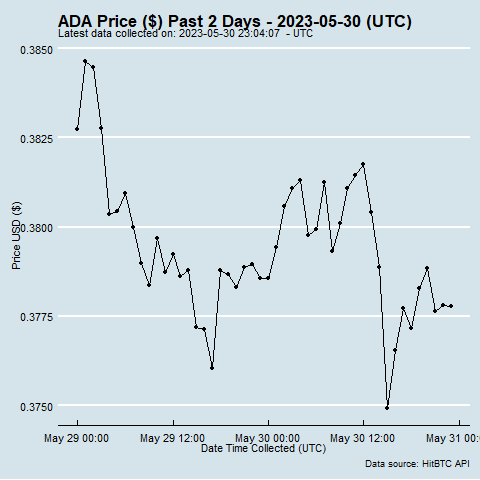 ADA Price ($) Past 2 Days - 2023-05-30 (UTC)
Latest data collected on: 2023-05-30 23:04:07  - UTC
0.3850
0.3825
0.3800
0.3775
0.3750
Price USD ($)
May 29 00:00
May 29 12:00
May 30 00:00
May 30 12:00
May 31 00:0
Date Time Collected (UTC)
Data source: HitBTC API